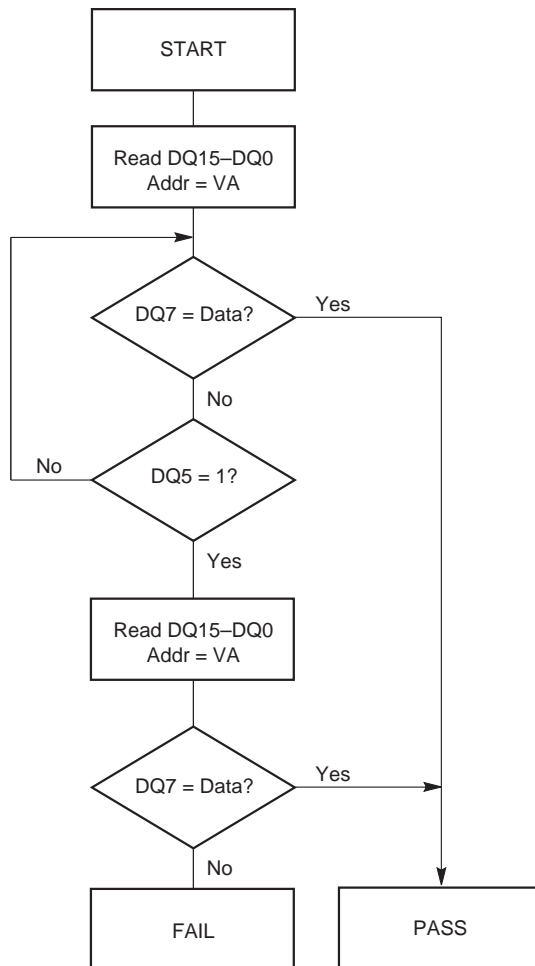 START
Read DQ15–DQ0
Addr = VA
DQ7 = Data?
Yes
No
No
DQ5 = 1?
Yes
Read DQ15–DQ0
Addr = VA
DQ7 = Data?
Yes
No
FAIL
PASS